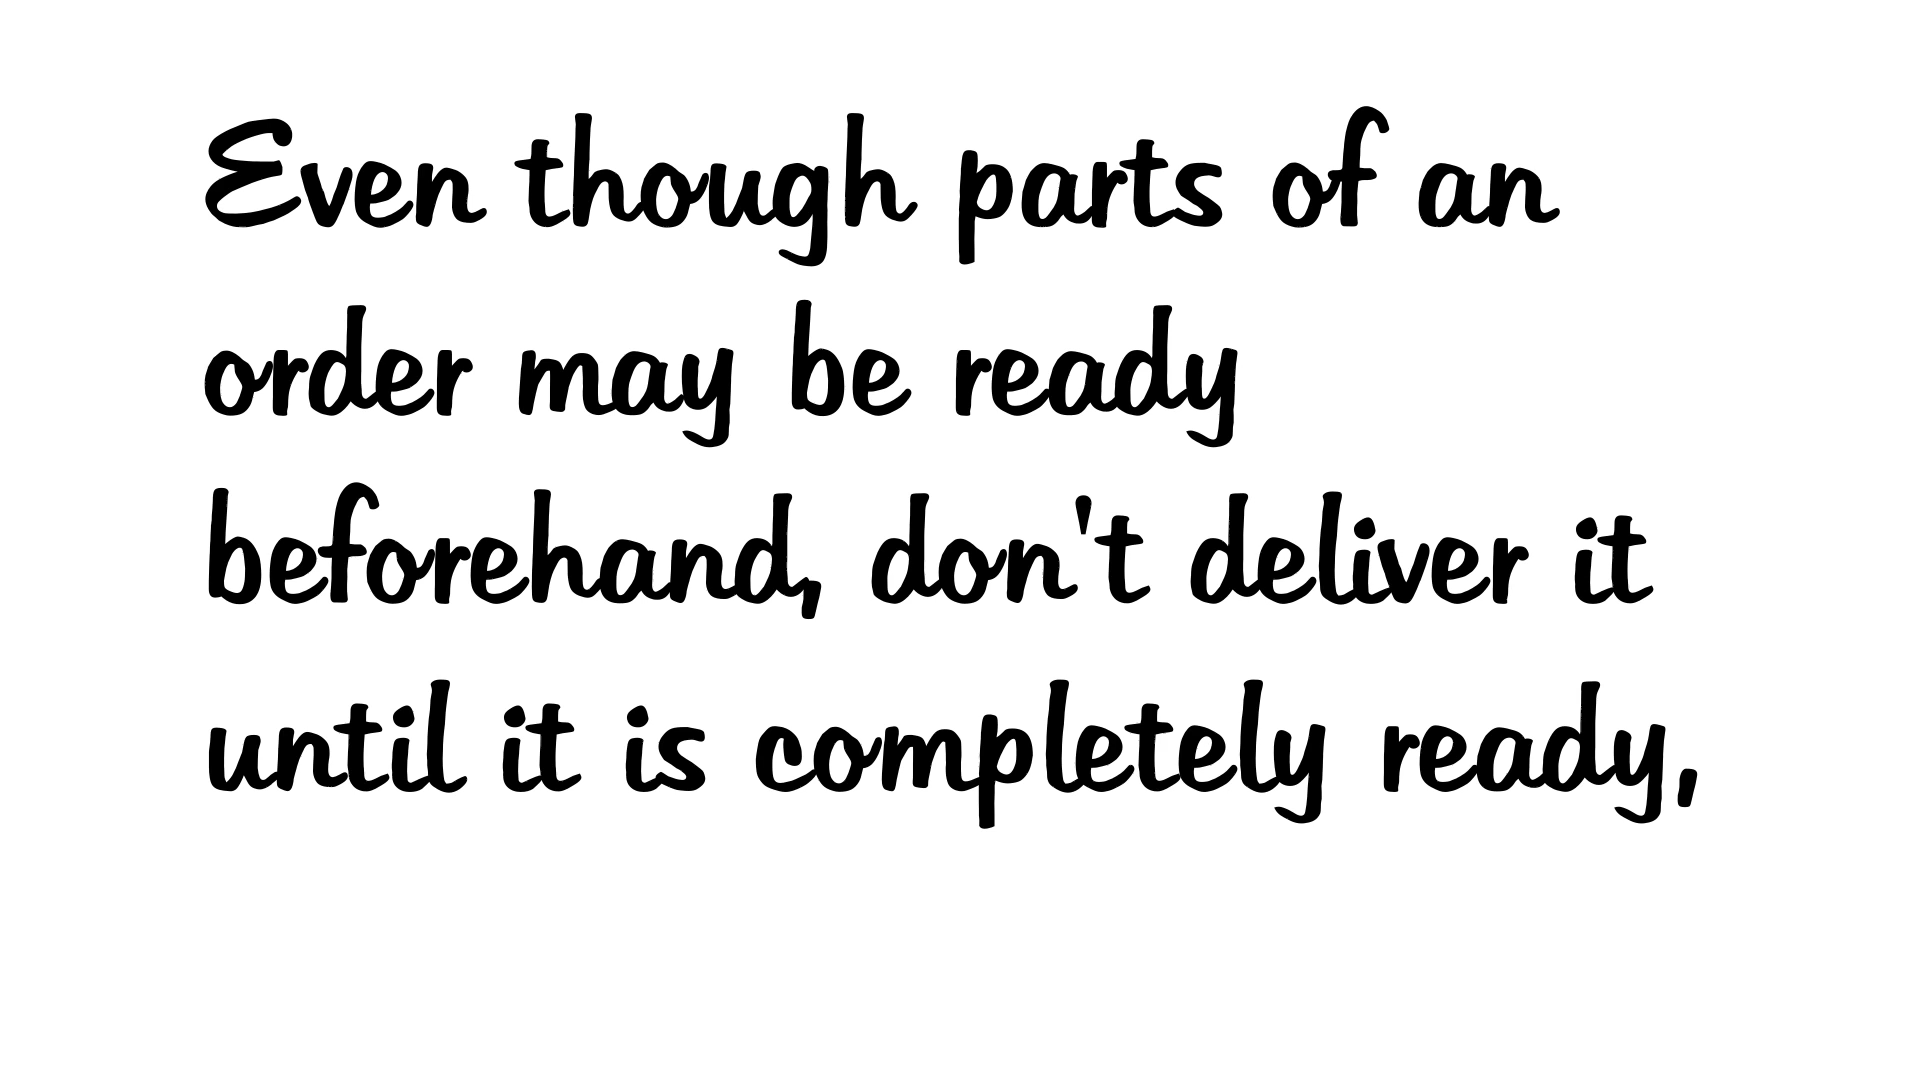 Even though parts of an
order may be ready
beforehand, don't deliver it
until it is completely ready,